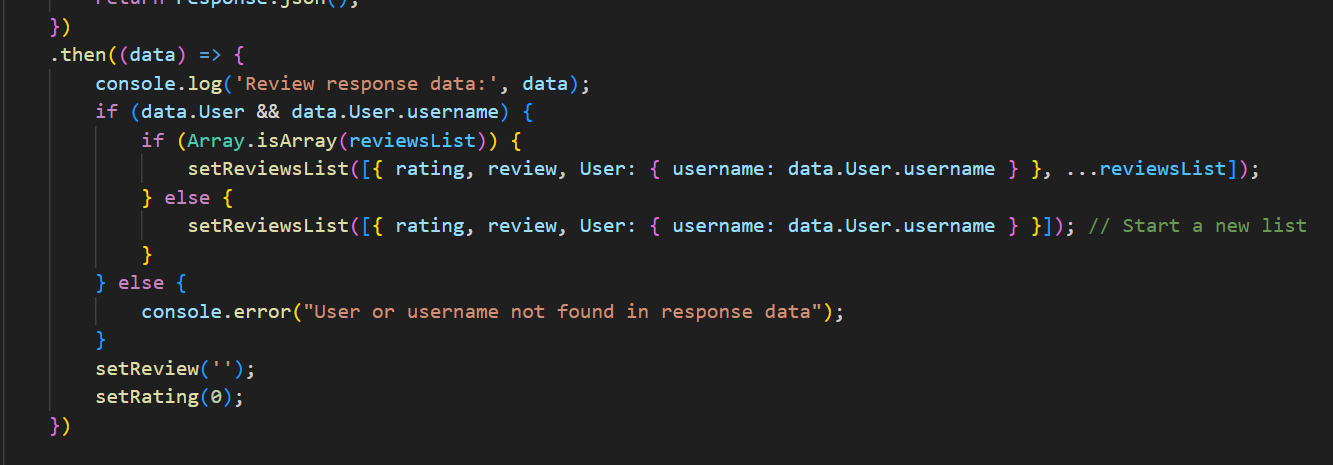 return response.json();
})
.then((data) => {
console.log('Review response data:', data);
if (data.User && data.User.username) {
if (Array.isArray(reviewsList)) {
setReviewsList([{ rating, review, User: { username: data.User.username } }, ...reviewsList]);
} else {
setReviewsList([{ rating, review, User: { username: data.User.username } }]); // Start a new list
}
} else {
console.error("User or username not found in response data");
}
setReview('');
setRating(0);
})